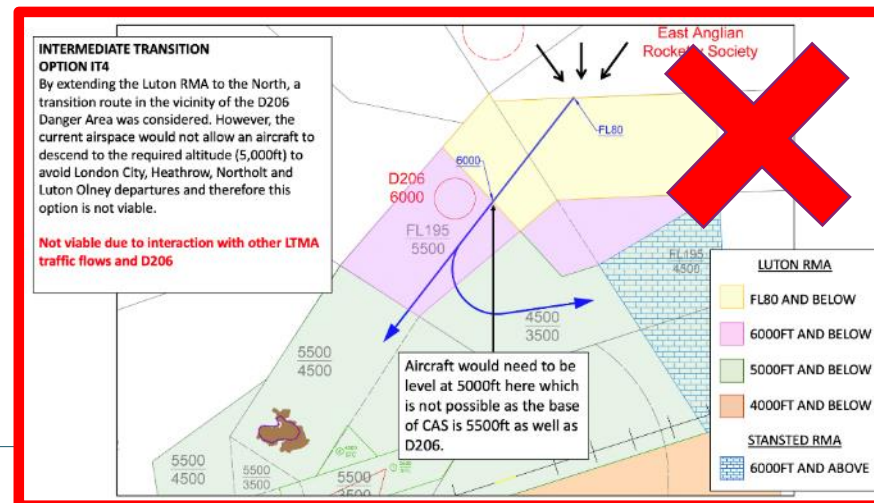 INTERMEDIATE TRANSITION
OPTION IT4
By extending the Luton RMA to the North, a
transition route in the vicinity of the D206
Danger Area was considered. However, the
current airspace would not allow an aircraft to
descend to the required altitude (5,000ft) to
avoid London City, Heathrow, Northolt and
Luton Olney departures and therefore this
option is not viable.
Not viable due to interaction with other LTMA
traffic flows and D206
East Anglian
Rocketry Society
FL80
6000
D206
6000
FL195
5500
FL195
4500
4500
3500
5500
4500
Aircraft would need to be
level at 5000ft here which
is not possible as the base
of CAS is 5500ft as well as
D206.
5500
4500
5500
3500
5500
LUTON RMA
FL80 AND BELOW
6000FT AND BELOW
5000FT AND BELOW
4000FT AND BELOW
STANSTED RMA
6000FT AND ABOVE